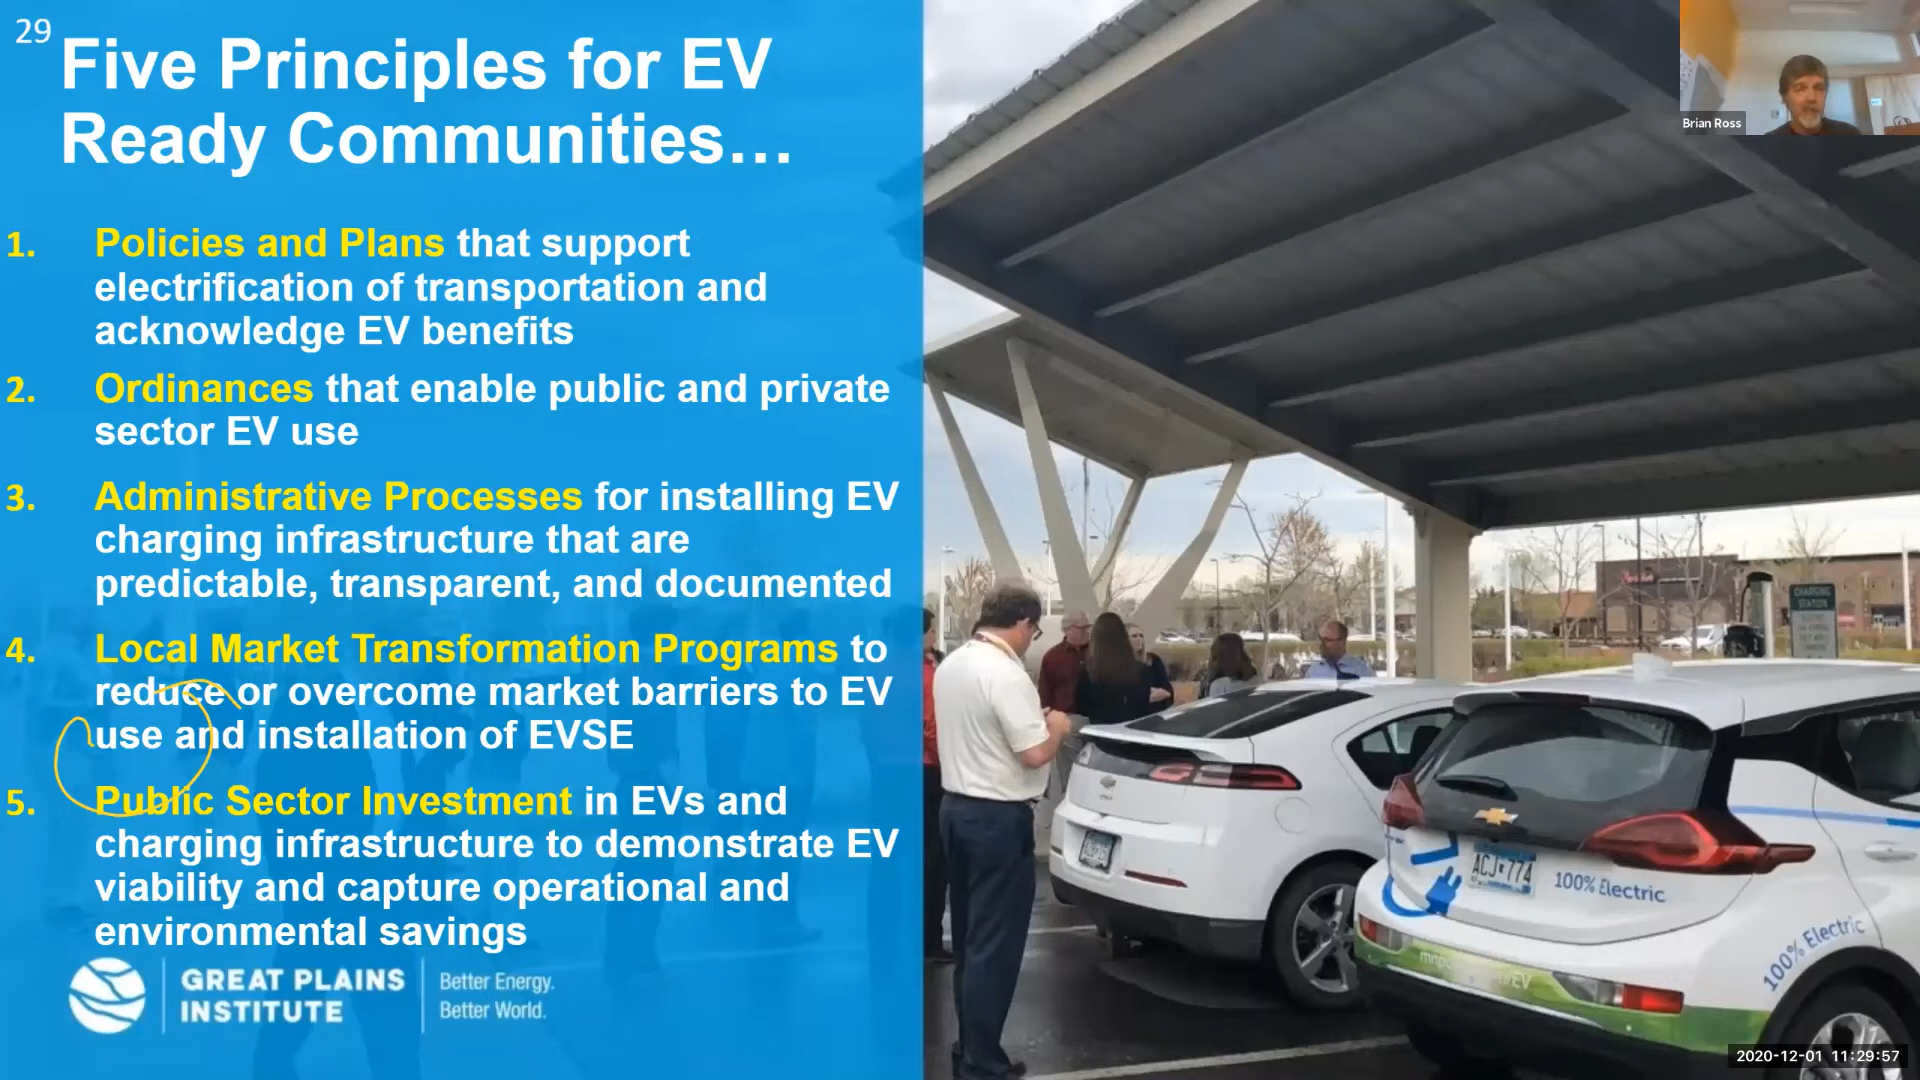 29
Five Principles for EV
Ready Communities…
1. Policies and Plans that support
electrification of transportation and
acknowledge EV benefits
2. Ordinances that enable public and private
sector EV use
3. Administrative Processes for installing EV
charging infrastructure that are
predictable, transparent, and documented
4. Local Market Transformation Programs to
reduce or overcome market barriers to EV
use and installation of EVSE
5. Public Sector Investment in EVs and
charging infrastructure to demonstrate EV
viability and capture operational and
environmental savings
GREAT PLAINS
INSTITUTE
Better Energy.
Better World.
Brian Ross
CHARGING
STATION
ACJ 774
100% Electric
100% Electric
2020-12-01 11:29:57